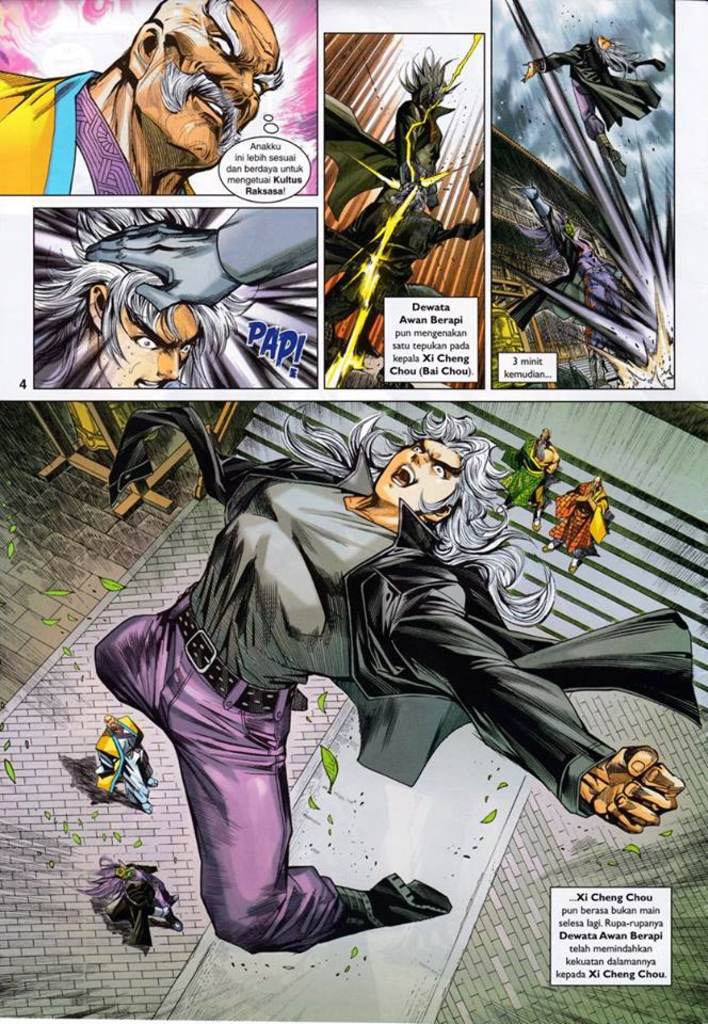 Anakku
ini lebih sesuai
dan berdaya untuk
mengetuai Kultus
Raksasa!
PAP!
4
Dewata
Awan Berapi
pun mengenakan
satu tepukan pada
kepala Xi Cheng
Chou (Bai Chou).
3 minit
kemudian...
...Xi Cheng Chou
pun berasa bukan main
selesa lagi. Rupa-rupanya
Dewata Awan Berapi
telah memindahkan
kekuatan dalamannya
kepada Xi Cheng Chou.